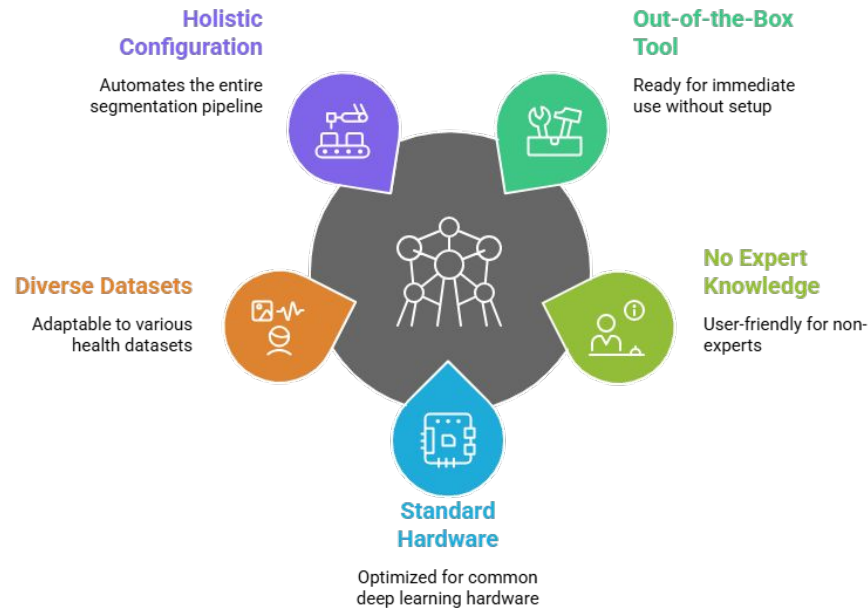 Holistic
Configuration
Automates the entire
segmentation pipeline
Out-of-the-Box
Tool
Ready for immediate
use without setup
Diverse Datasets
Adaptable to various
health datasets
No Expert
Knowledge
User-friendly for non-
experts
Standard
Hardware
Optimized for common
deep learning hardware